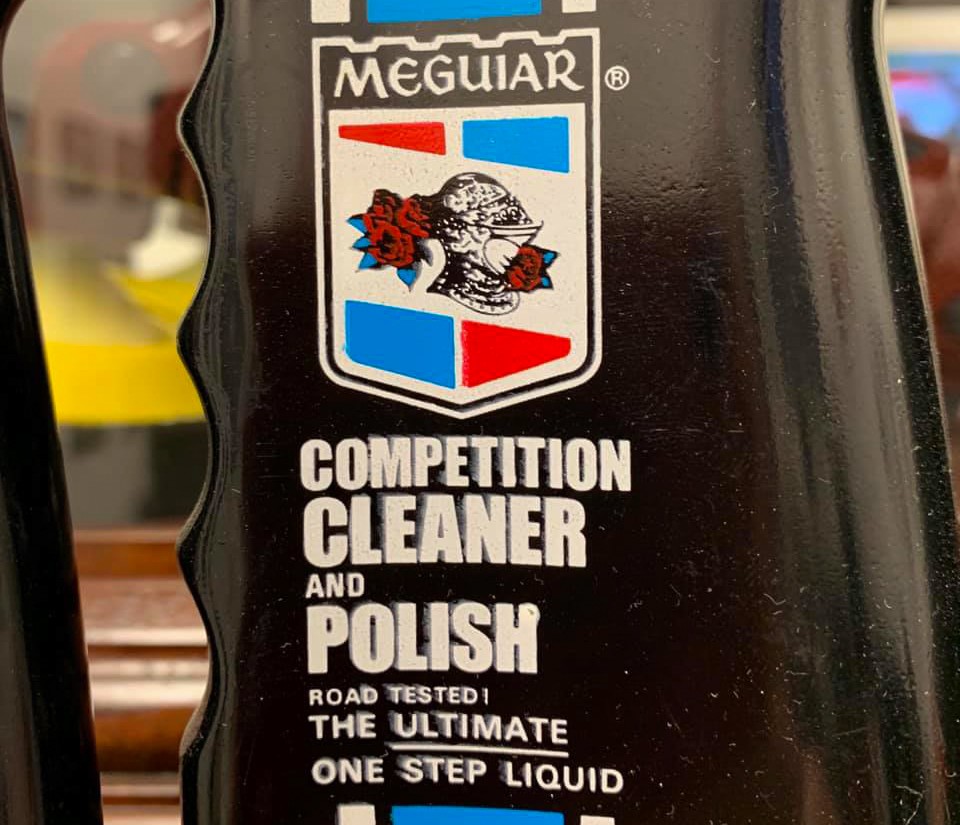 MEGUIAR ®
COMPETITION
CLEANER
AND
POLISH
ROAD TESTED!
THE ULTIMATE
ONE STEP LIQUID